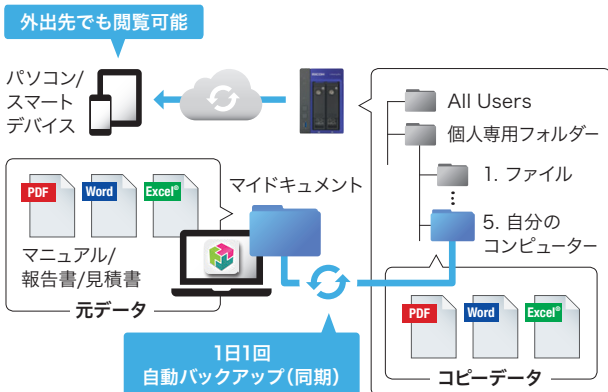 外出先でも閲覧可能
パソコン/
スマート
デバイス
All Users
個人専用フォルダー
1. ファイル
5. 自分の
コンピューター
マイドキュメント
PDF
Word
Excel®
マニュアル/
報告書/見積書
元データ
1日1回
自動バックアップ(同期)
PDF
Word
Excel®
コピーデータ